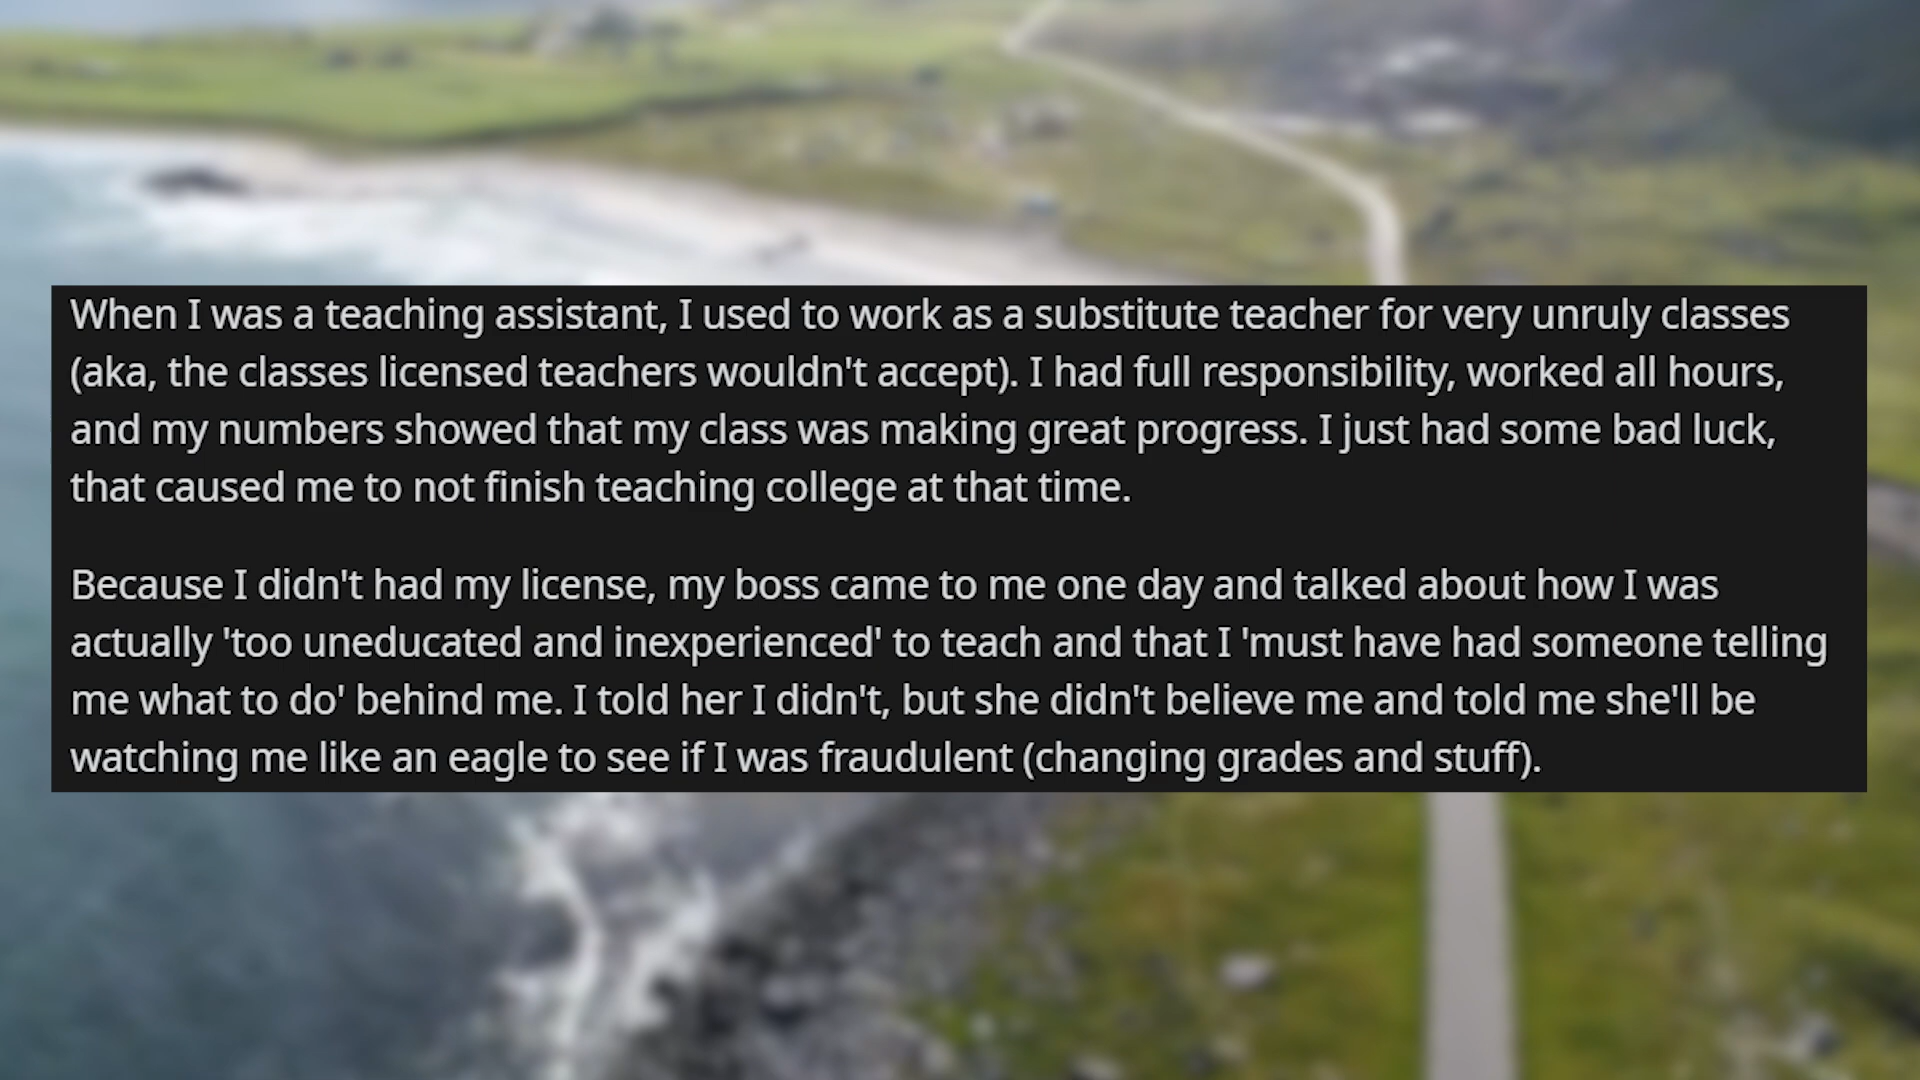 When I was a teaching assistant, I used to work as a substitute teacher for very unruly classes
(aka, the classes licensed teachers wouldn't accept). I had full responsibility, worked all hours,
and my numbers showed that my class was making great progress. I just had some bad luck,
that caused me to not finish teaching college at that time.
Because I didn't had my license, my boss came to me one day and talked about how I was
actually 'too uneducated and inexperienced' to teach and that I 'must have had someone telling
me what to do' behind me. I told her I didn't, but she didn't believe me and told me she'll be
watching me like an eagle to see if I was fraudulent (changing grades and stuff).